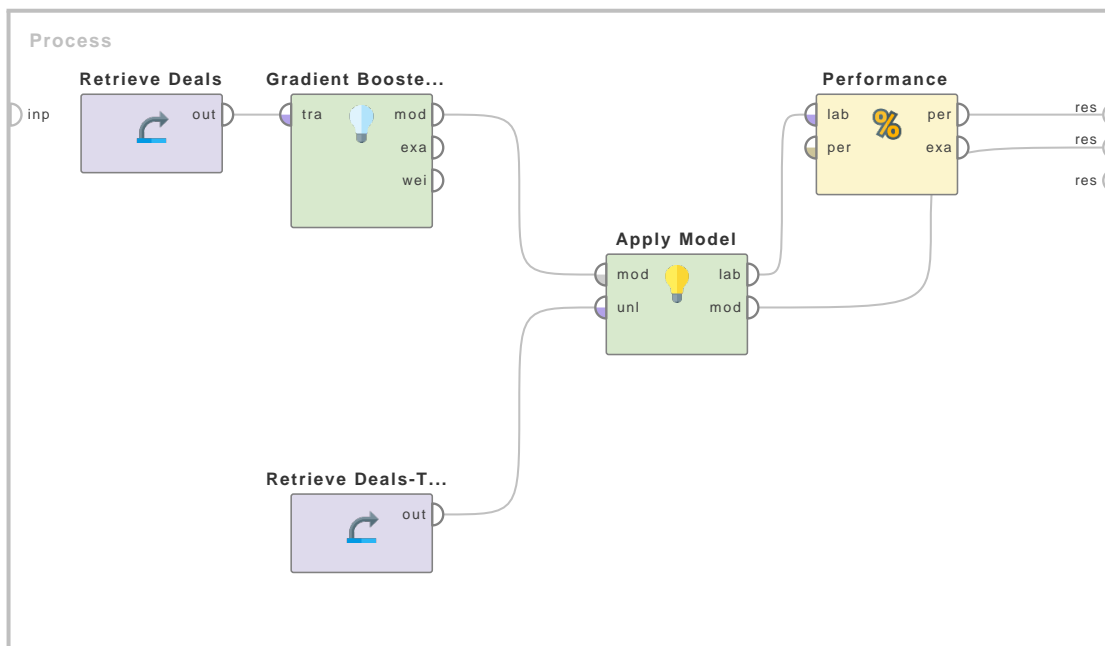 Process
Retrieve Deals
Gradient Booste...
Performance
inp
out
tra
mod
exa
wei
lab
per
%
per
exa
res
res
res
Apply Model
mod
unl
lab
mod
Retrieve Deals-T...
out